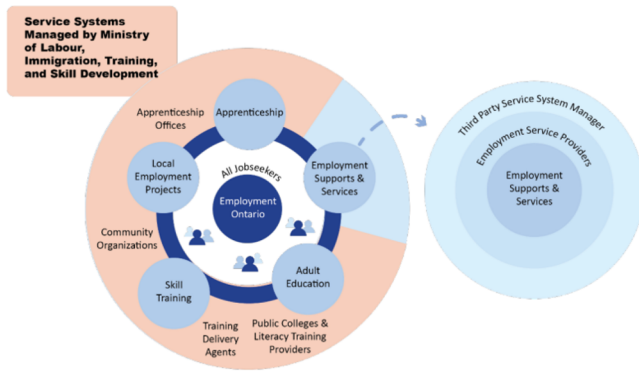 Service Systems
Managed by Ministry
of Labour,
Immigration, Training,
and Skill Development
Apprenticeship
Offices
Apprenticeship
Local
Employment
Projects
All Jobseekers
Employment
Ontario
Employment
Supports &
Services
Community
Organizations
Skill
Training
Adult
Education
Training
Delivery
Agents
Public Colleges &
Literacy Training
Providers
Third Party Service System Manager
Employment Service Providers
Employment
Supports &
Services